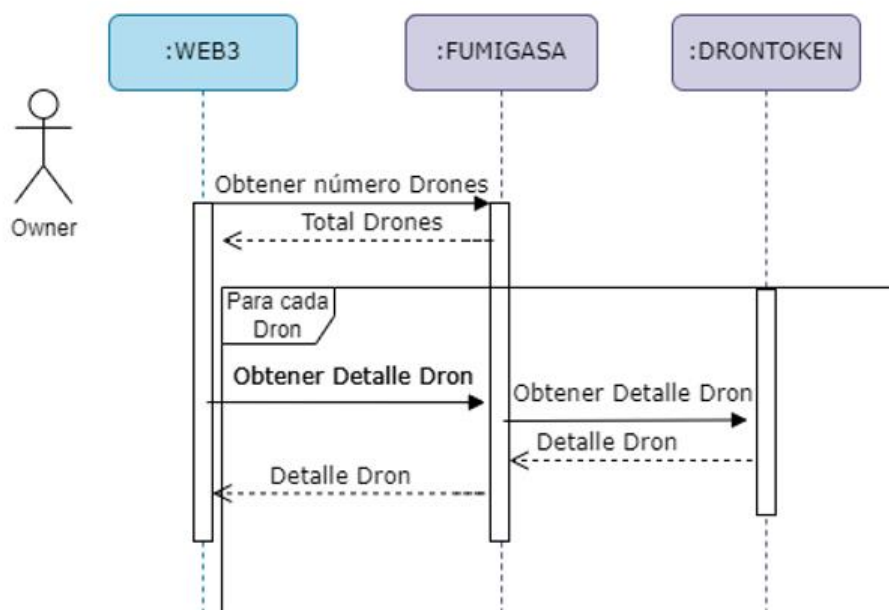 :WEB3
:FUMIGASA
:DRONTOKEN
Owner
Obtener número Drones
Total Drones
Para cada
Dron
Obtener Detalle Dron
Obtener Detalle Dron
Detalle Dron
Detalle Dron